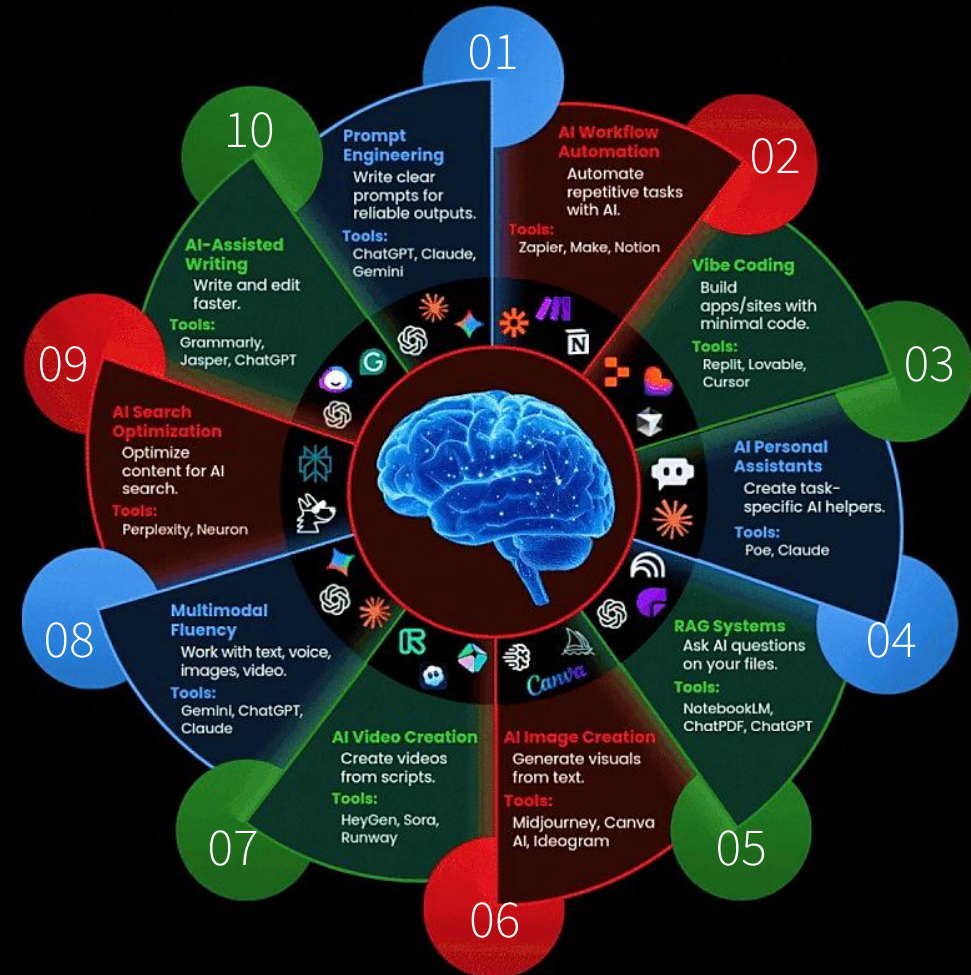 01
Prompt
Engineering
Write clear
prompts for
reliable outputs.
Tools:
ChatGPT, Claude,
Gemini
02
AI Workflow
Automation
Automate
repetitive tasks
with AI.
Tools:
Zapier, Make, Notion
03
Vibe Coding
Build
apps/sites with
minimal code.
Tools:
Replit, Lovable,
Cursor
04
AI Personal
Assistants
Create task-
specific AI helpers.
Tools:
Poe, Claude
05
RAG Systems
Ask AI questions
on your files.
Tools:
NotebookLM,
ChatPDF, ChatGPT
06
AI Image Creation
Generate visuals
from text.
Tools:
Midjourney, Canva
AI, Ideogram
Canva
07
AI Video Creation
Create videos
from scripts.
Tools:
HeyGen, Sora,
Runway
08
Multimodal
Fluency
Work with text, voice,
images, video.
Tools:
Gemini, ChatGPT,
Claude
09
AI Search
Optimization
Optimize
content for AI
search.
Tools:
Perplexity, Neuron
10
AI-Assisted
Writing
Write and edit
faster.
Tools:
Grammarly,
Jasper, ChatGPT